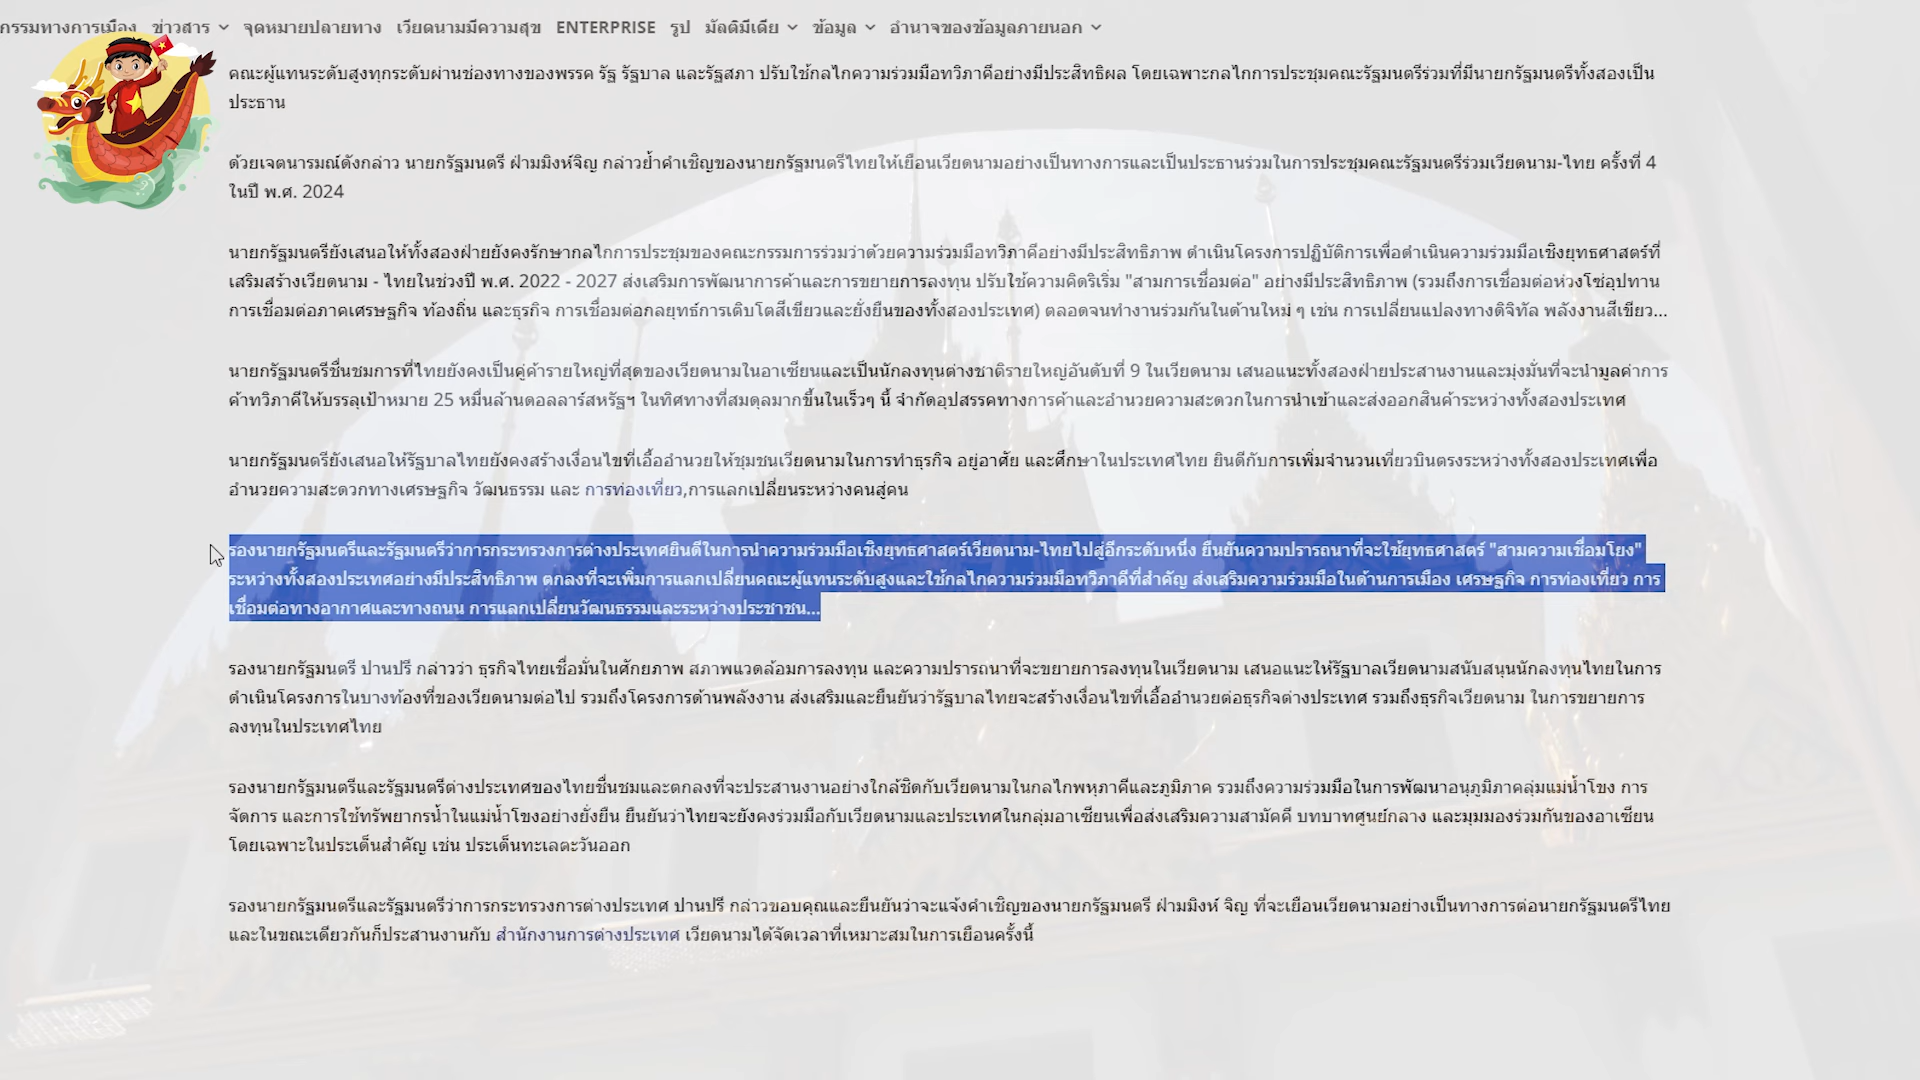 กรรมทางการเมือง ข่าวสาร จุดหมายปลายทาง เวียดนามมีความสุข ENTERPRISE รูป มัลติมีเดีย ข้อมูล อำนาจของข้อมูลภายนอก
คณะผู้แทนระดับสูงทุกระดับผ่านช่องทางของพรรค รัฐ รัฐบาล และรัฐสภา ปรับใช้กลไกความร่วมมือทวิภาคีอย่างมีประสิทธิผล โดยเฉพาะกลไกการประชุมคณะรัฐมนตรีร่วมที่มีนายกรัฐมนตรีทั้งสองเป็น
ประธาน
ด้วยเจตนารมณ์ดังกล่าว นายกรัฐมนตรี ฝ่ามมิงห์จิญ กล่าวย้ำคำเชิญของนายกรัฐมนตรีไทยให้เยือนเวียดนามอย่างเป็นทางการและเป็นประธานร่วมในการประชุมคณะรัฐมนตรีร่วมเวียดนาม-ไทย ครั้งที่ 4
ในปี พ.ศ. 2024
นายกรัฐมนตรียังเสนอให้ทั้งสองฝ่ายยังคงรักษากลไกการประชุมของคณะกรรมการร่วมว่าด้วยความร่วมมือทวิภาคีอย่างมีประสิทธิภาพ ดำเนินโครงการปฏิบัติการเพื่อดำเนินความร่วมมือเชิงยุทธศาสตร์ที่
เสริมสร้างเวียดนาม - ไทยในช่วงปี พ.ศ. 2022 - 2027 ส่งเสริมการพัฒนาการค้าและการขยายการลงทุน ปรับใช้ความคิดริเริ่ม "สามการเชื่อมต่อ" อย่างมีประสิทธิภาพ (รวมถึงการเชื่อมต่อห่วงโซ่อุปทาน
การเชื่อมต่อภาคเศรษฐกิจ ท้องถิ่น และธุรกิจ การเชื่อมต่อกลยุทธ์การเติบโตสีเขียวและยั่งยืนของทั้งสองประเทศ) ตลอดจนทำงานร่วมกันในด้านใหม่ ๆ เช่น การเปลี่ยนแปลงทางดิจิทัล พลังงานสีเขียว...
นายกรัฐมนตรีชื่นชมการที่ไทยยังคงเป็นคู่ค้ารายใหญ่ที่สุดของเวียดนามในอาเซียนและเป็นนักลงทุนต่างชาติรายใหญ่อันดับที่ 9 ในเวียดนาม เสนอแนะทั้งสองฝ่ายประสานงานและมุ่งมั่นที่จะนำมูลค่าการ
ค้าทวิภาคีให้บรรลุเป้าหมาย 25 หมื่นล้านดอลลาร์สหรัฐฯ ในทิศทางที่สมดุลมากขึ้นในเร็วๆ นี้ จำกัดอุปสรรคทางการค้าและอำนวยความสะดวกในการนำเข้าและส่งออกสินค้าระหว่างทั้งสองประเทศ
นายกรัฐมนตรียังเสนอให้รัฐบาลไทยยังคงสร้างเงื่อนไขที่เอื้ออำนวยให้ชุมชนเวียดนามในการทำธุรกิจ อยู่อาศัย และศึกษาในประเทศไทย ยินดีกับการเพิ่มจำนวนเที่ยวบินตรงระหว่างทั้งสองประเทศเพื่อ
อำนวยความสะดวกทางเศรษฐกิจ วัฒนธรรม และ การท่องเที่ยว,การแลกเปลี่ยนระหว่างคนสู่คน
รองนายกรัฐมนตรีและรัฐมนตรีว่าการกระทรวงการต่างประเทศยินดีในการนำความร่วมมือเชิงยุทธศาสตร์เวียดนาม-ไทยไปสู่อีกระดับหนึ่ง ยืนยันความปรารถนาที่จะใช้ยุทธศาสตร์ "สามความเชื่อมโยง"
ระหว่างทั้งสองประเทศอย่างมีประสิทธิภาพ ตกลงที่จะเพิ่มการแลกเปลี่ยนคณะผู้แทนระดับสูงและใช้กลไกความร่วมมือทวิภาคีที่สำคัญ ส่งเสริมความร่วมมือในด้านการเมือง เศรษฐกิจ การท่องเที่ยว การ
เชื่อมต่อทางอากาศและทางถนน การแลกเปลี่ยนวัฒนธรรมและระหว่างประชาชน...
รองนายกรัฐมนตรี ปานปรี กล่าวว่า ธุรกิจไทยเชื่อมั่นในศักยภาพ สภาพแวดล้อมการลงทุน และความปรารถนาที่จะขยายการลงทุนในเวียดนาม เสนอแนะให้รัฐบาลเวียดนามสนับสนุนนักลงทุนไทยในการ
ดำเนินโครงการในบางท้องที่ของเวียดนามต่อไป รวมถึงโครงการด้านพลังงาน ส่งเสริมและยืนยันว่ารัฐบาลไทยจะสร้างเงื่อนไขที่เอื้ออำนวยต่อธุรกิจต่างประเทศ รวมถึงธุรกิจเวียดนาม ในการขยายการ
ลงทุนในประเทศไทย
รองนายกรัฐมนตรีและรัฐมนตรีต่างประเทศของไทยชื่นชมและตกลงที่จะประสานงานอย่างใกล้ชิดกับเวียดนามในกลไกพหุภาคีและภูมิภาค รวมถึงความร่วมมือในการพัฒนาอนุภูมิภาคลุ่มแม่น้ำโขง การ
จัดการ และการใช้ทรัพยากรน้ำในแม่น้ำโขงอย่างยั่งยืน ยืนยันว่าไทยจะยังคงร่วมมือกับเวียดนามและประเทศในกลุ่มอาเซียนเพื่อส่งเสริมความสามัคคี บทบาทศูนย์กลาง และมุมมองร่วมกันของอาเซียน
โดยเฉพาะในประเด็นสำคัญ เช่น ประเด็นทะเลตะวันออก
รองนายกรัฐมนตรีและรัฐมนตรีว่าการกระทรวงการต่างประเทศ ปานปรี กล่าวขอบคุณและยืนยันว่าจะแจ้งคำเชิญของนายกรัฐมนตรี ฝ่ามมิงห์ จิญ ที่จะเยือนเวียดนามอย่างเป็นทางการต่อนายกรัฐมนตรีไทย
และในขณะเดียวกันก็ประสานงานกับ สำนักงานการต่างประเทศ เวียดนามได้จัดเวลาที่เหมาะสมในการเยือนครั้งนี้